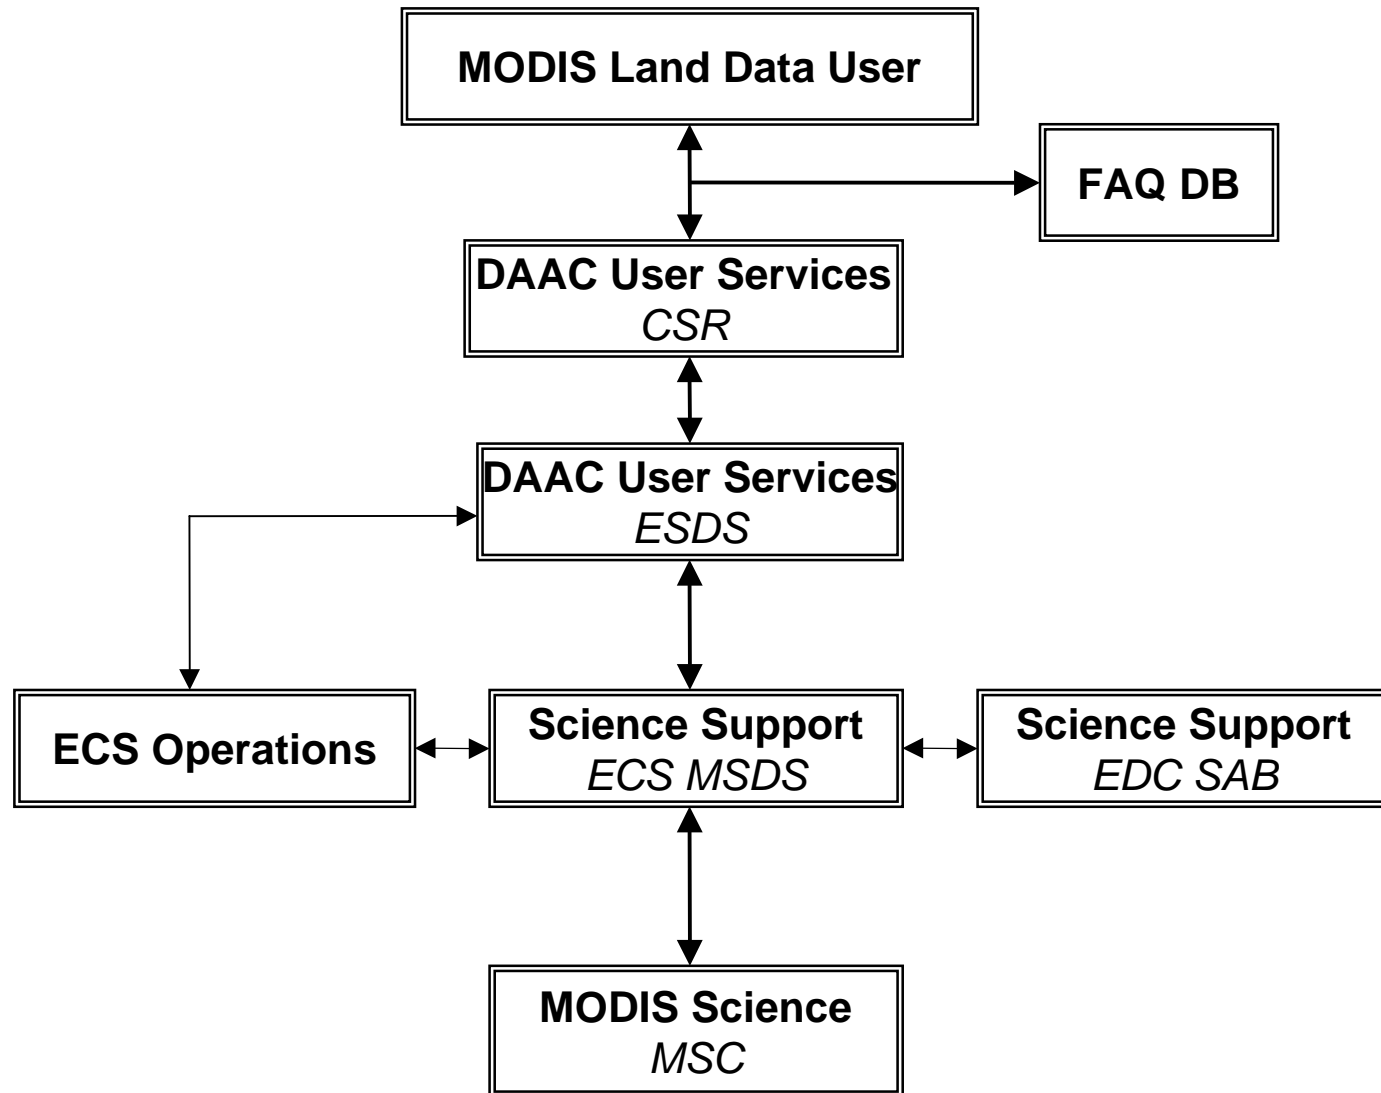 MODIS Land Data User
FAQ DB
DAAC User Services
CSR
DAAC User Services
ESDS
ECS Operations
Science Support
ECS MSDS
Science Support
EDC SAB
MODIS Science
MSC